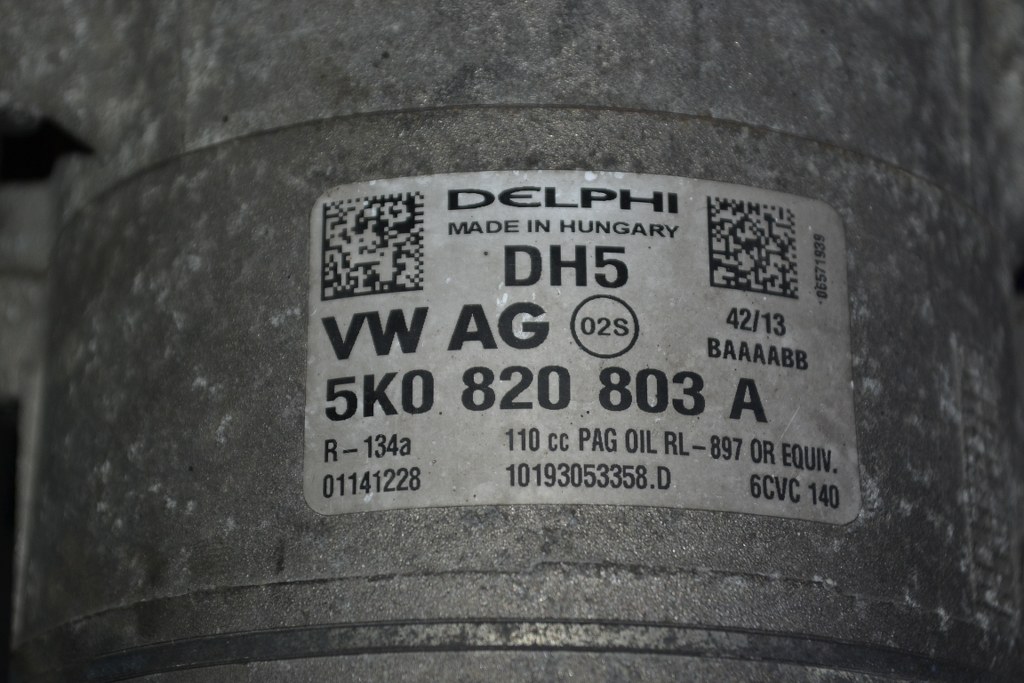 DELPHI
MADE IN HUNGARY
DH5
06571939
VW AG 02S
42/13
BAAAABB
5K0 820 803 A
R-134a
110 cc PAG OIL RL-897 OR EQUIV.
01141228
10193053358.D
6CVC 140